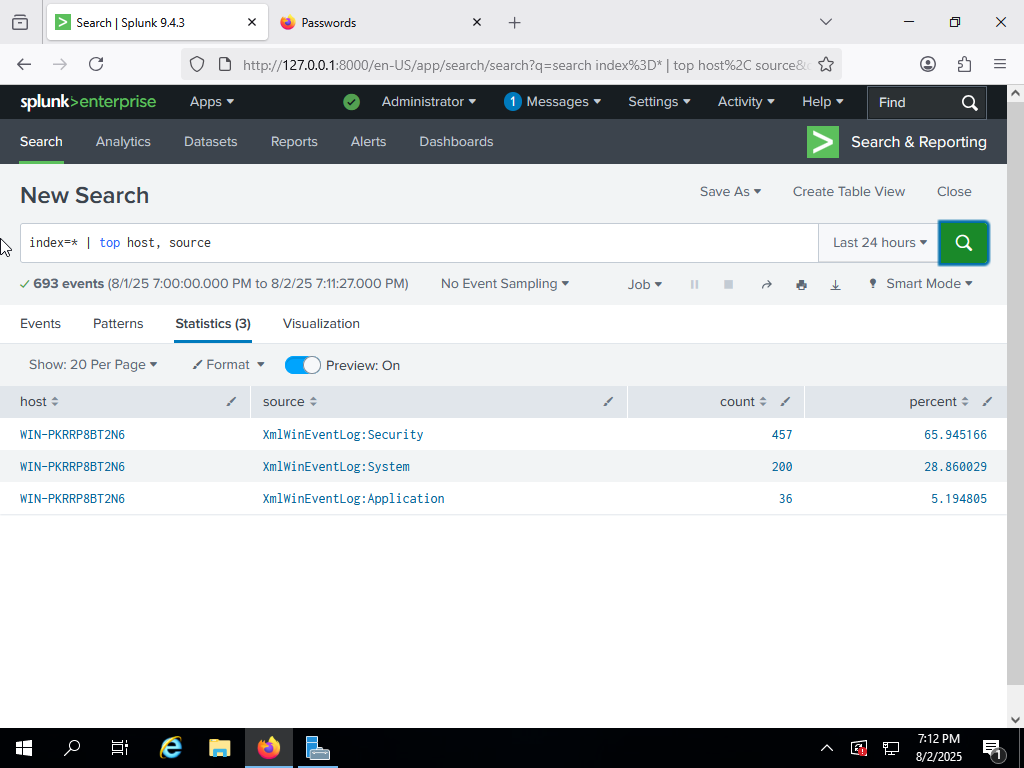 Search | Splunk 9.4.3
Passwords
http://127.0.0.1:8000/en-US/app/search/search?q=search index%3D* | top host%2C source&
splunk>enterprise
Apps
Administrator
1 Messages
Settings
Activity
Help
Find
Search
Analytics
Datasets
Reports
Alerts
Dashboards
> Search & Reporting
New Search
Save As
Create Table View
Close
index=* | top host, source
Last 24 hours
693 events (8/1/25 7:00:00.000 PM to 8/2/25 7:11:27.000 PM)
No Event Sampling
Job
Smart Mode
Events
Patterns
Statistics (3)
Visualization
Show: 20 Per Page
Format
Preview: On
host source count percent
WIN-PKRRP8BT2N6 XmlWinEventLog:Security 457 65.945166
WIN-PKRRP8BT2N6 XmlWinEventLog:System 200 28.860029
WIN-PKRRP8BT2N6 XmlWinEventLog:Application 36 5.194805
7:12 PM
8/2/2025
1